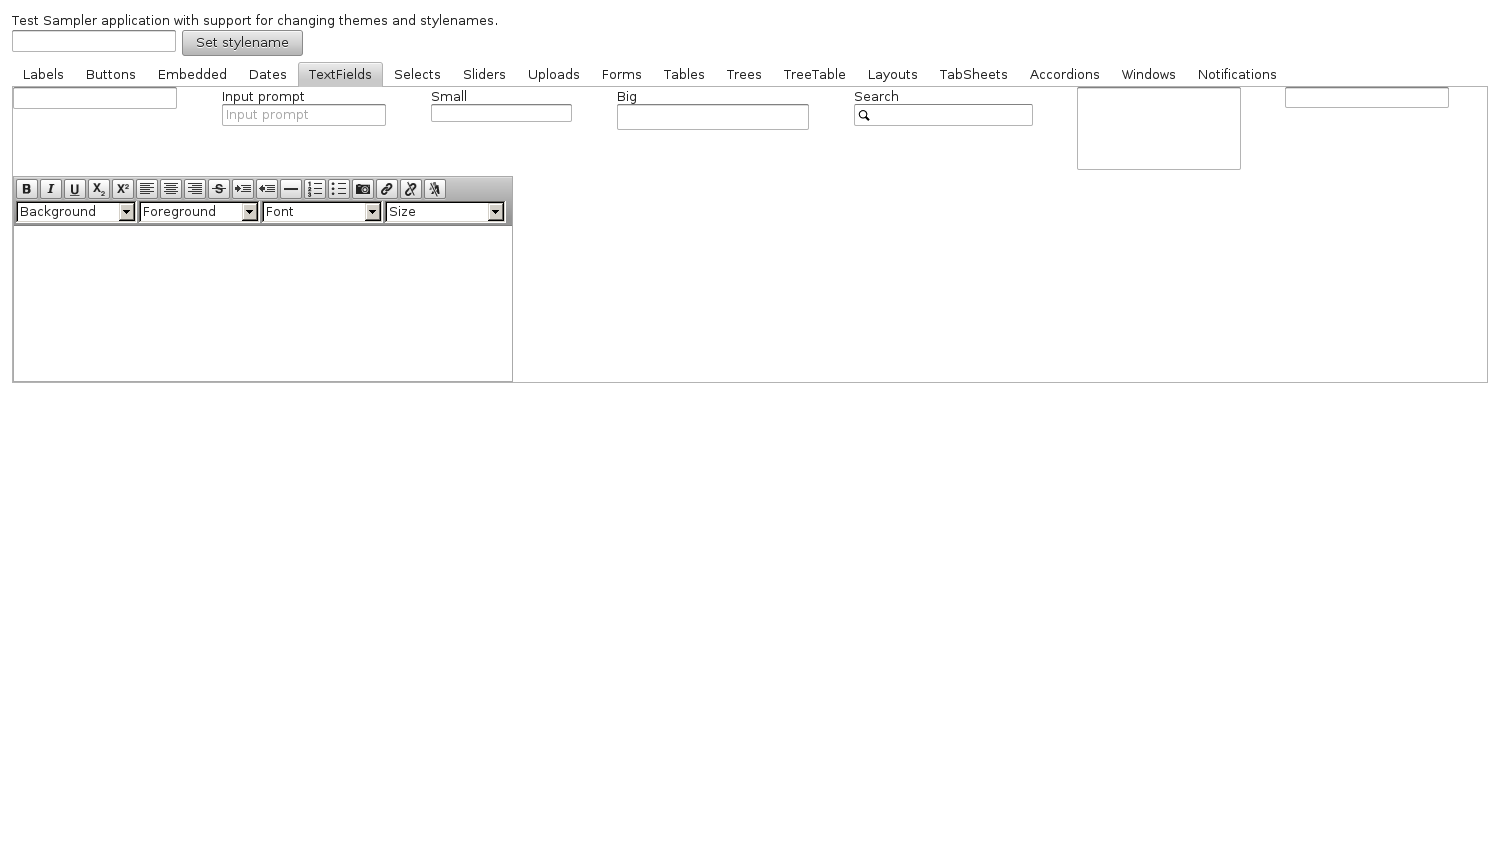 Test Sampler application with support for changing themes and stylenames.
Set stylename
Labels Buttons Embedded Dates TextFields Selects Sliders Uploads Forms Tables Trees TreeTable Layouts TabSheets Accordions Windows Notifications
Input prompt Small Big Search
Input prompt
B I U X₂ X² S
Background Foreground Font Size